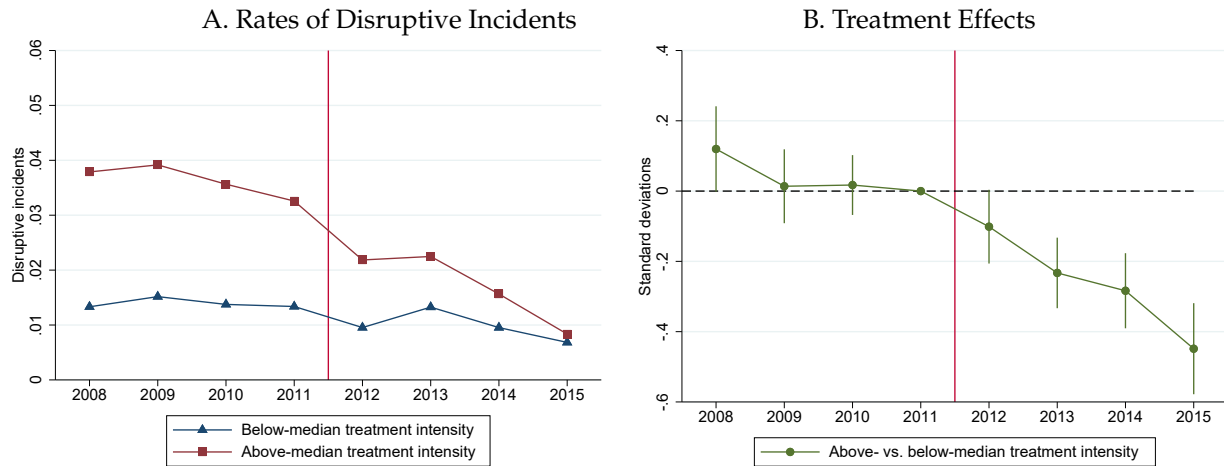 A. Rates of Disruptive Incidents
Disruptive incidents
.06
.05
.04
.03
.02
.01
0
2008 2009 2010 2011 2012 2013 2014 2015
Below-median treatment intensity
Above-median treatment intensity
B. Treatment Effects
Standard deviations
.4
.2
0
-.2
-.4
-.6
2008 2009 2010 2011 2012 2013 2014 2015
Above- vs. below-median treatment intensity